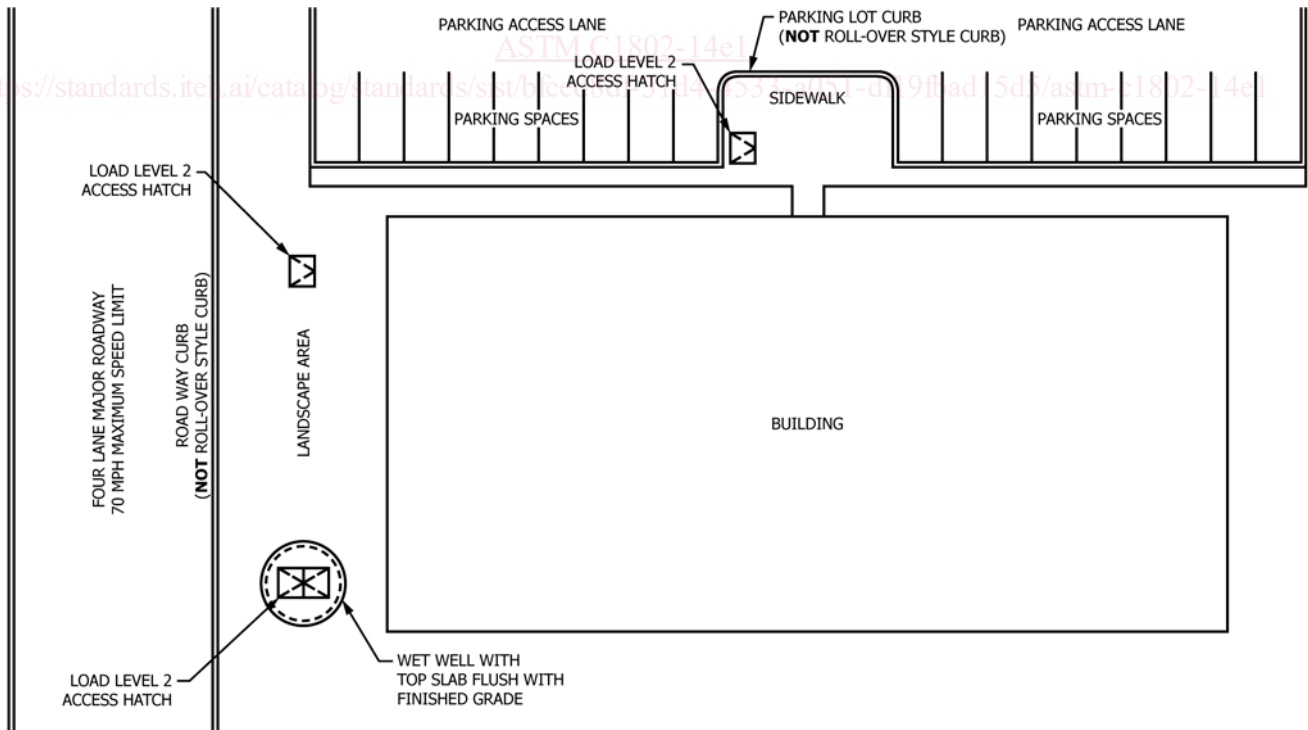 PARKING ACCESS LANE
PARKING LOT CURB
(NOT ROLL-OVER STYLE CURB)
PARKING ACCESS LANE
ASTM C1802-14e1
LOAD LEVEL 2
ACCESS HATCH
SIDEWALK
PARKING SPACES
PARKING SPACES
LOAD LEVEL 2
ACCESS HATCH
FOUR LANE MAJOR ROADWAY
70 MPH MAXIMUM SPEED LIMIT
ROAD WAY CURB
(NOT ROLL-OVER STYLE CURB)
LANDSCAPE AREA
BUILDING
WET WELL WITH
TOP SLAB FLUSH WITH
FINISHED GRADE
LOAD LEVEL 2
ACCESS HATCH